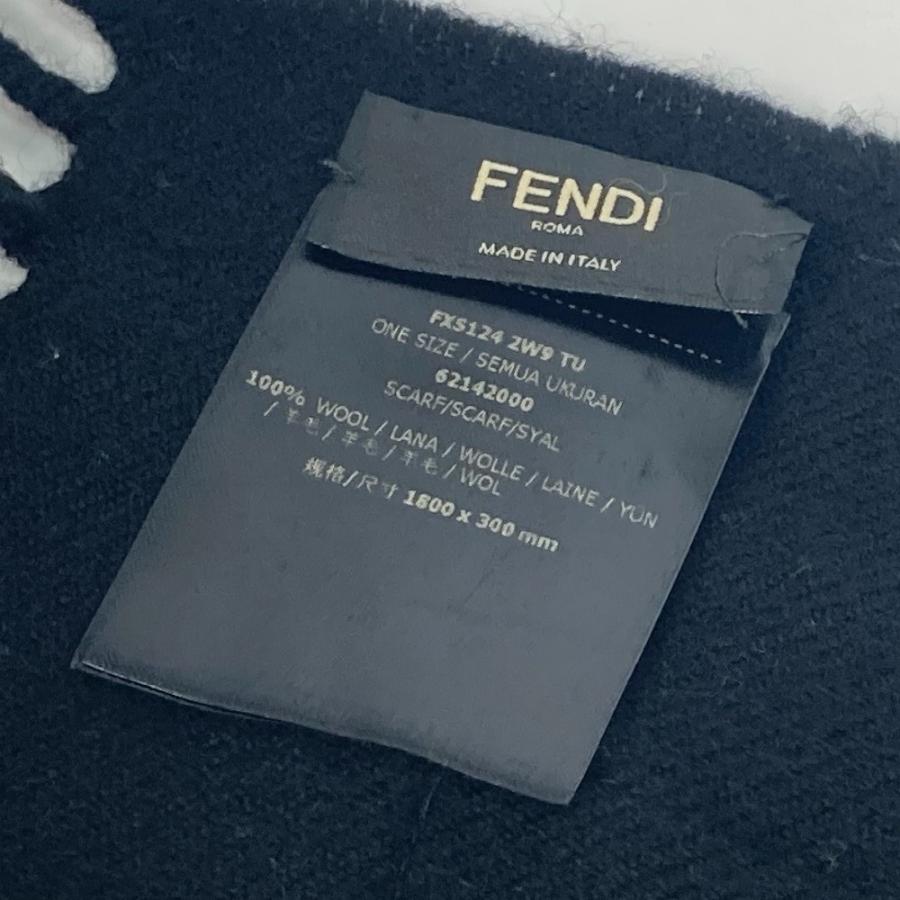 FENDI
ROMA
MADE IN ITALY
FXS124 2W9 TU
ONE SIZE / SEMUA UKURAN
62142000
SCARF/SCARF/SYAL
100% WOOL / LANA / WOLLE / LAINE / YÜN
/ 羊毛 / 羊毛 / 羊毛 / WOL
规格/尺寸 1800 x 300 mm